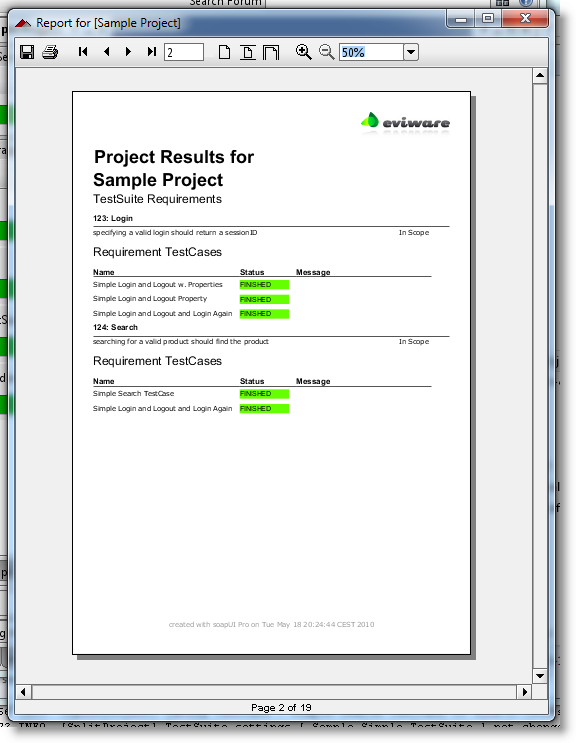 Search Forum
Report for [Sample Project]
2
50%
eviware
Project Results for
Sample Project
TestSuite Requirements
123: Login
specifying a valid login should return a sessionID In Scope
Requirement TestCases
Name Status Message
Simple Login and Logout w. Properties FINISHED
Simple Login and Logout Property FINISHED
Simple Login and Logout and Login Again FINISHED
124: Search
searching for a valid product should find the product In Scope
Requirement TestCases
Name Status Message
Simple Search TestCase FINISHED
Simple Login and Logout and Login Again FINISHED
created with soapUI Pro on Tue May 18 20:24:44 CEST 2010
Page 2 of 19